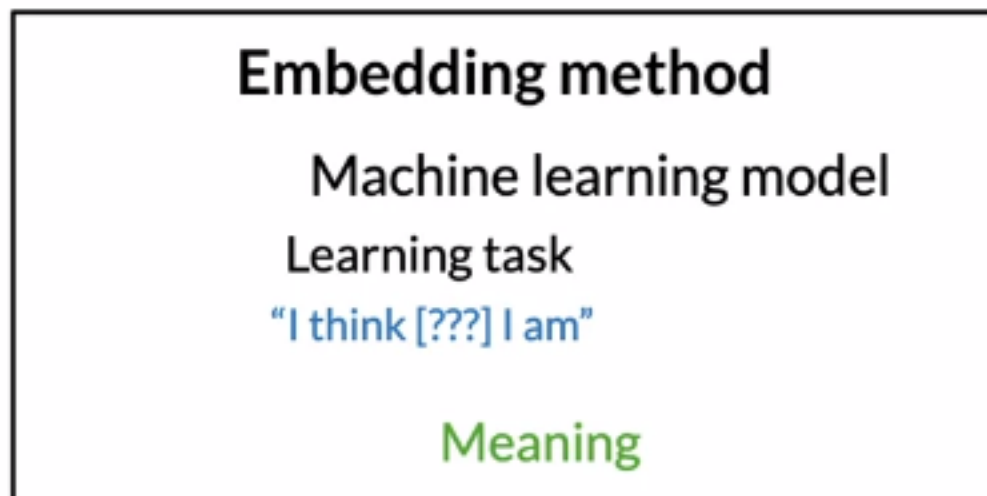 Embedding method
Machine learning model
Learning task
“I think [???] I am”
Meaning